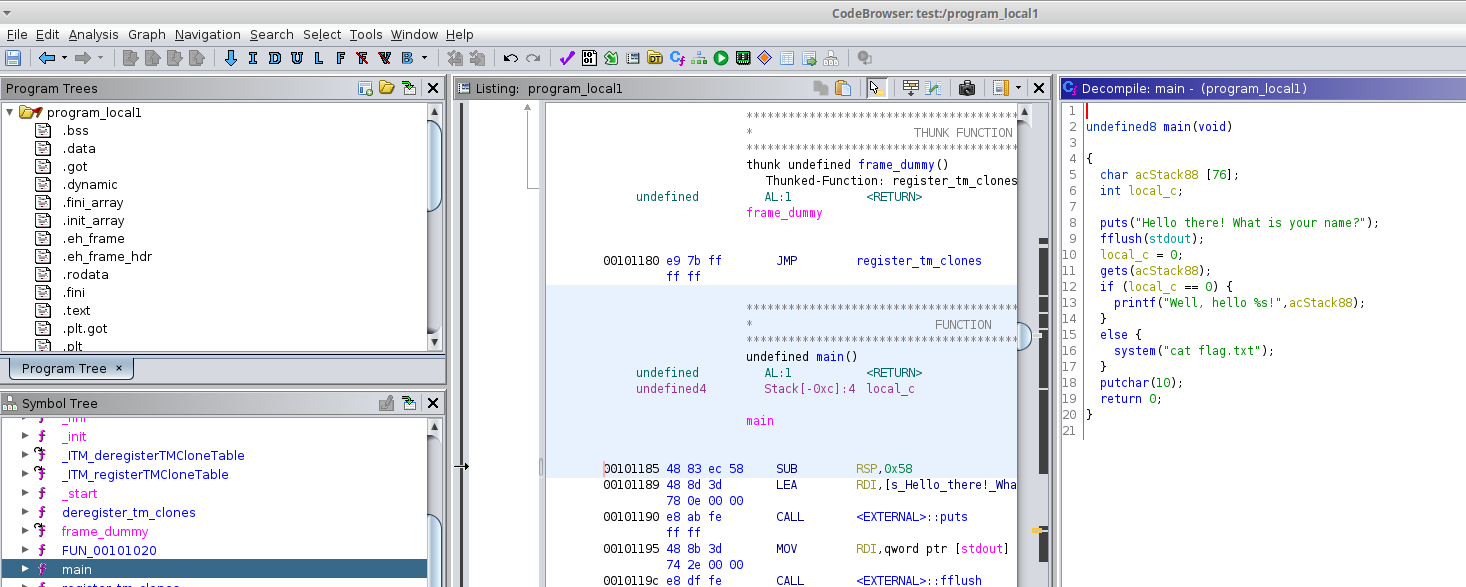 CodeBrowser: test:/program_local1
File Edit Analysis Graph Navigation Search Select Tools Window Help
I D U L F R V B
Program Trees
program_local1
.bss
.data
.got
.dynamic
.fini_array
.init_array
.eh_frame
.eh_frame_hdr
.rodata
.fini
.text
.plt.got
.plt
Program Tree ×
Symbol Tree
_fini
_init
_ITM_deregisterTMCloneTable
_ITM_registerTMCloneTable
_start
deregister_tm_clones
frame_dummy
FUN_00101020
main
register_tm_clones
Listing: program_local1
* THUNK FUNCTION
thunk undefined frame_dummy()
Thunked-Function: register_tm_clones
undefined AL:1 <RETURN>
frame_dummy
00101180 e9 7b ff JMP register_tm_clones
ff ff
* FUNCTION
undefined main()
undefined AL:1 <RETURN>
undefined4 Stack[-0xc]:4 local_c
main
00101185 48 83 ec 58 SUB RSP,0x58
00101189 48 8d 3d LEA RDI,[s_Hello_there!_Wha
78 0e 00 00
00101190 e8 ab fe CALL <EXTERNAL>::puts
ff ff
00101195 48 8b 3d MOV RDI,qword ptr [stdout]
74 2e 00 00
0010119c e8 df fe CALL <EXTERNAL>::fflush
Decompile: main - (program_local1)
1
2 undefined8 main(void)
3
4 {
5 char acStack88 [76];
6 int local_c;
7
8 puts("Hello there! What is your name?");
9 fflush(stdout);
10 local_c = 0;
11 gets(acStack88);
12 if (local_c == 0) {
13 printf("Well, hello %s!",acStack88);
14 }
15 else {
16 system("cat flag.txt");
17 }
18 putchar(10);
19 return 0;
20 }
21